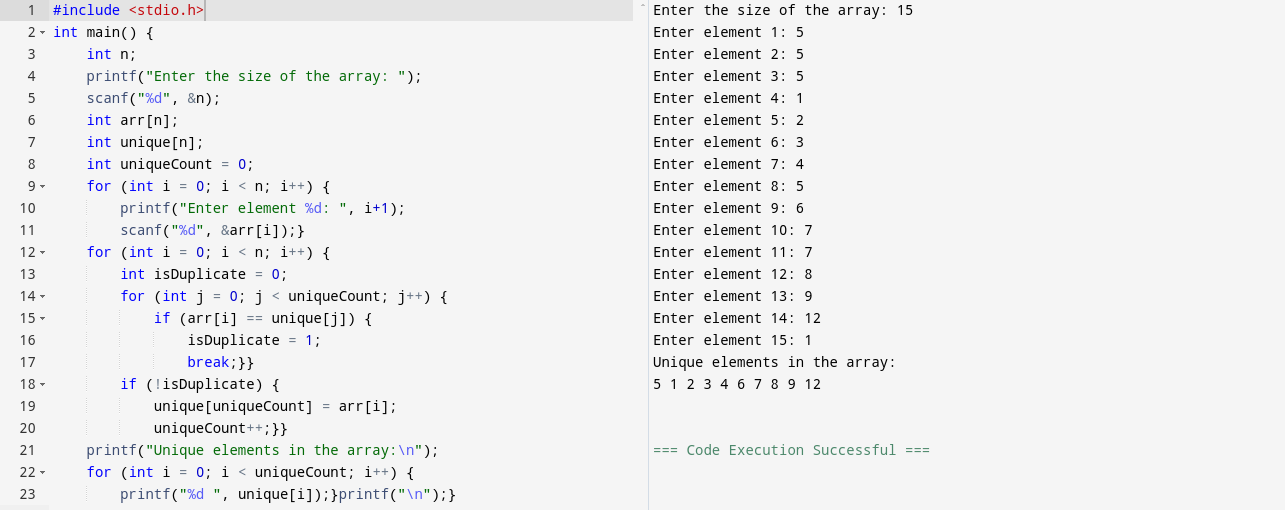 1 #include <stdio.h>
2 int main() {
3     int n;
4     printf("Enter the size of the array: ");
5     scanf("%d", &n);
6     int arr[n];
7     int unique[n];
8     int uniqueCount = 0;
9     for (int i = 0; i < n; i++) {
10         printf("Enter element %d: ", i+1);
11         scanf("%d", &arr[i]);}
12     for (int i = 0; i < n; i++) {
13         int isDuplicate = 0;
14         for (int j = 0; j < uniqueCount; j++) {
15             if (arr[i] == unique[j]) {
16                 isDuplicate = 1;
17                 break;}}
18         if (!isDuplicate) {
19             unique[uniqueCount] = arr[i];
20             uniqueCount++;}}
21     printf("Unique elements in the array:\n");
22     for (int i = 0; i < uniqueCount; i++) {
23         printf("%d ", unique[i]);}printf("\n");}
Enter the size of the array: 15
Enter element 1: 5
Enter element 2: 5
Enter element 3: 5
Enter element 4: 1
Enter element 5: 2
Enter element 6: 3
Enter element 7: 4
Enter element 8: 5
Enter element 9: 6
Enter element 10: 7
Enter element 11: 7
Enter element 12: 8
Enter element 13: 9
Enter element 14: 12
Enter element 15: 1
Unique elements in the array:
5 1 2 3 4 6 7 8 9 12
=== Code Execution Successful ===